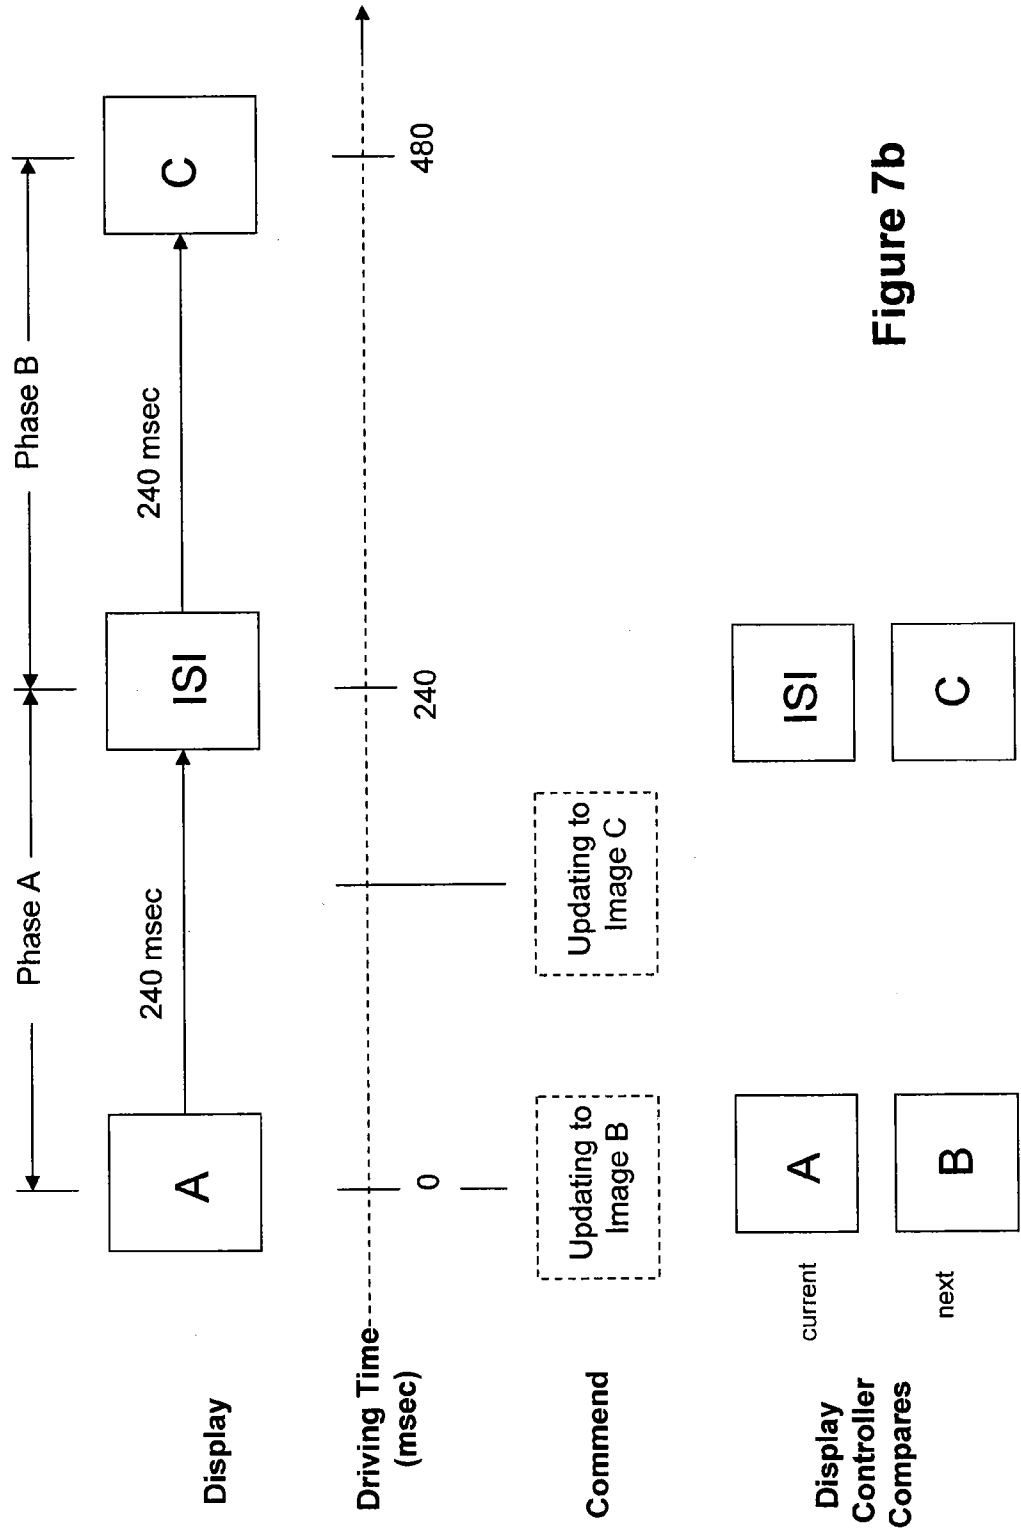 Phase A
Phase B
Display
A
240 msec
ISI
240 msec
C
Driving Time
(msec)
0
240
480
Commend
Updating to
Image B
Updating to
Image C
Display
Controller
Compares
current
A
ISI
next
B
C
Figure 7b